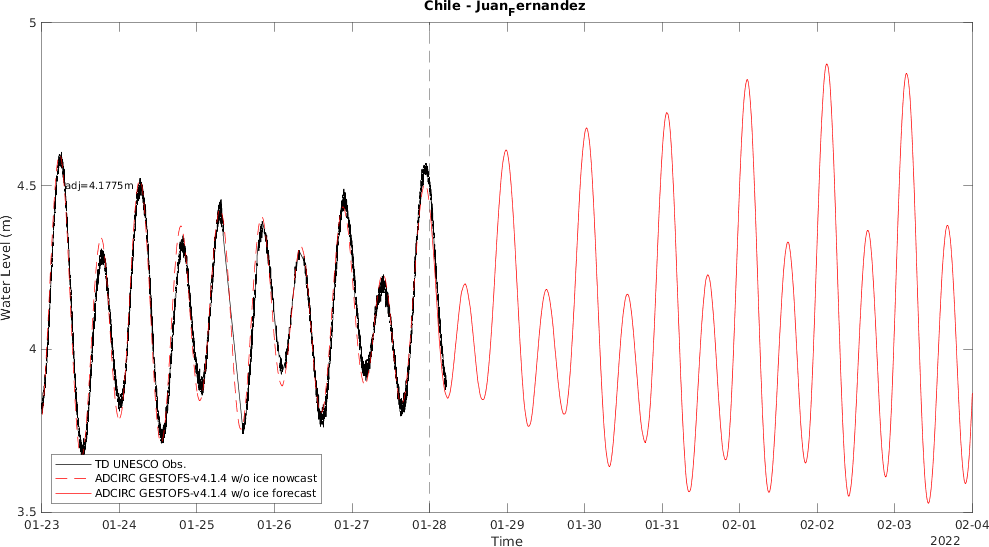 Chile - JuanFernandez
5
4.5
4
3.5
Water Level (m)
adj=4.1775m
TD UNESCO Obs.
ADCIRC GESTOFS-v4.1.4 w/o ice nowcast
ADCIRC GESTOFS-v4.1.4 w/o ice forecast
01-23 01-24 01-25 01-26 01-27 01-28 01-29 01-30 01-31 02-01 02-02 02-03 02-04
Time
2022